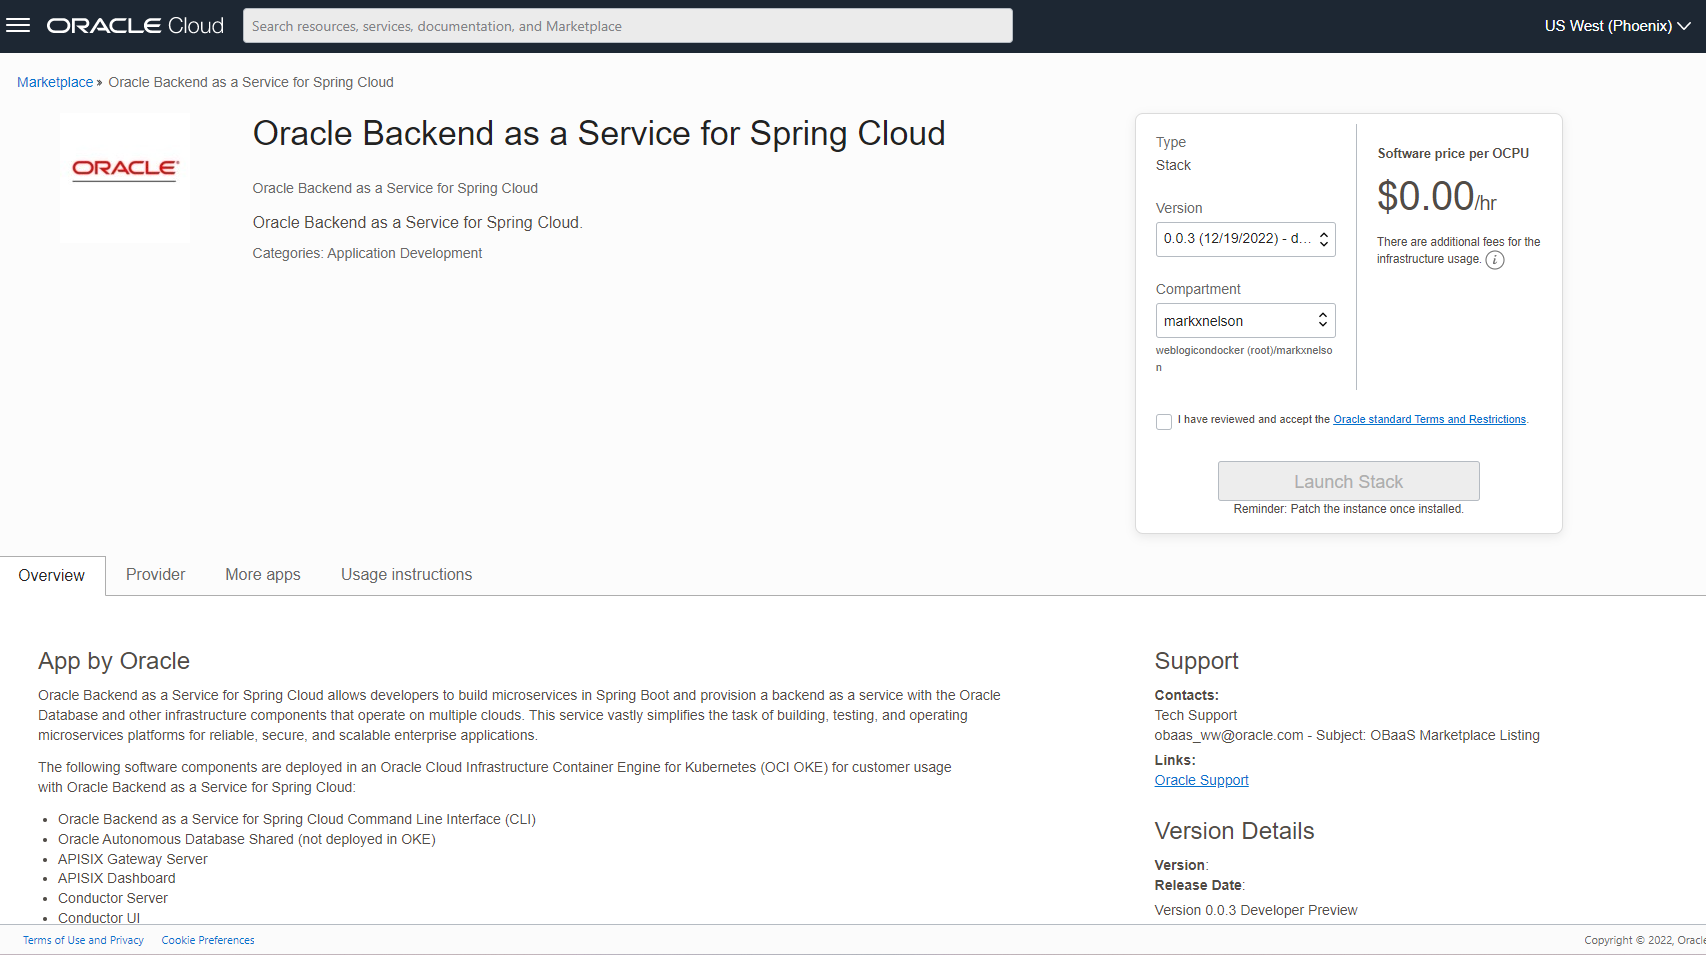 ORACLE Cloud
Search resources, services, documentation, and Marketplace
US West (Phoenix)
Marketplace » Oracle Backend as a Service for Spring Cloud
ORACLE
Oracle Backend as a Service for Spring Cloud
Oracle Backend as a Service for Spring Cloud
Oracle Backend as a Service for Spring Cloud.
Categories: Application Development
Type
Stack
Version
0.0.3 (12/19/2022) - d...
Compartment
markxnelson
weblogicondocker (root)/markxnelso
n
Software price per OCPU
$0.00/hr
There are additional fees for the
infrastructure usage. i
I have reviewed and accept the Oracle standard Terms and Restrictions.
Launch Stack
Reminder: Patch the instance once installed.
Overview
Provider
More apps
Usage instructions
App by Oracle
Oracle Backend as a Service for Spring Cloud allows developers to build microservices in Spring Boot and provision a backend as a service with the Oracle
Database and other infrastructure components that operate on multiple clouds. This service vastly simplifies the task of building, testing, and operating
microservices platforms for reliable, secure, and scalable enterprise applications.
The following software components are deployed in an Oracle Cloud Infrastructure Container Engine for Kubernetes (OCI OKE) for customer usage
with Oracle Backend as a Service for Spring Cloud:
• Oracle Backend as a Service for Spring Cloud Command Line Interface (CLI)
• Oracle Autonomous Database Shared (not deployed in OKE)
• APISIX Gateway Server
• APISIX Dashboard
• Conductor Server
• Conductor UI
Support
Contacts:
Tech Support
obaas_ww@oracle.com - Subject: OBaaS Marketplace Listing
Links:
Oracle Support
Version Details
Version:
Release Date:
Version 0.0.3 Developer Preview
Terms of Use and Privacy
Cookie Preferences
Copyright © 2022, Oracle